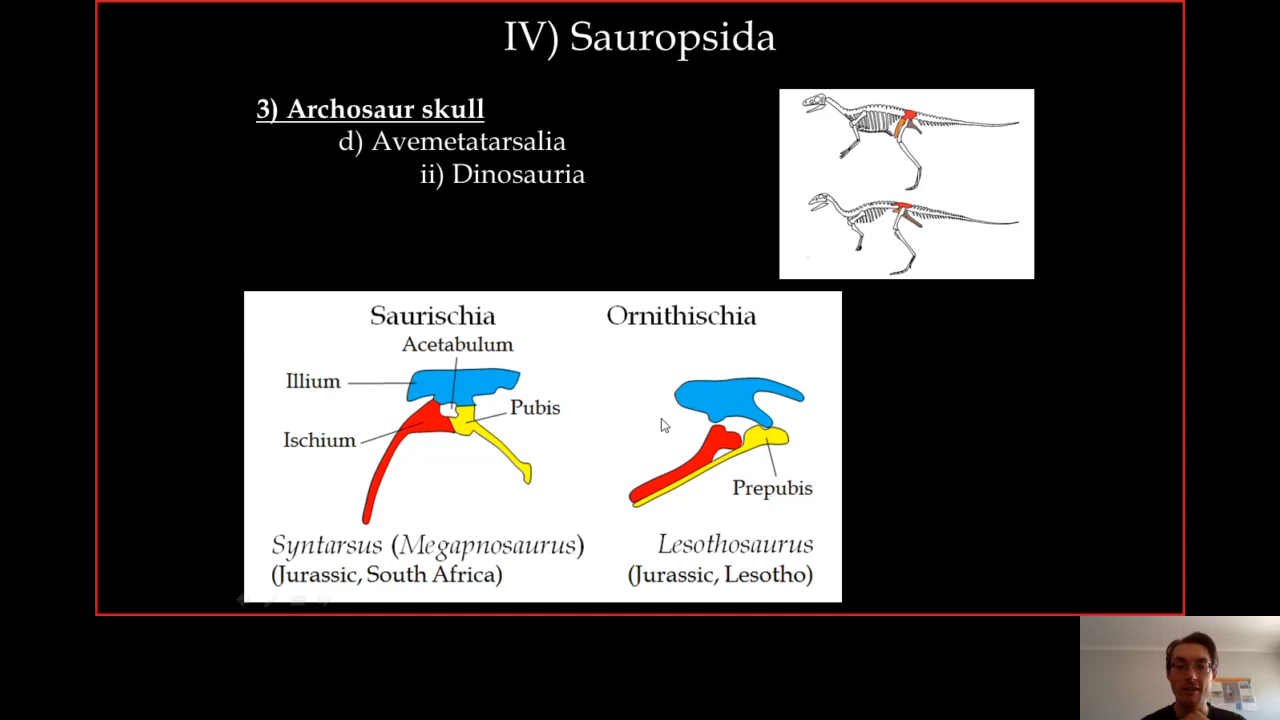 IV) Sauropsida
3) Archosaur skull
d) Avemetatarsalia
ii) Dinosauria
Saurischia
Ornithischia
Acetabulum
Illium
Pubis
Ischium
Prepubis
Syntarsus (Megapnosaurus)
(Jurassic, South Africa)
Lesothosaurus
(Jurassic, Lesotho)